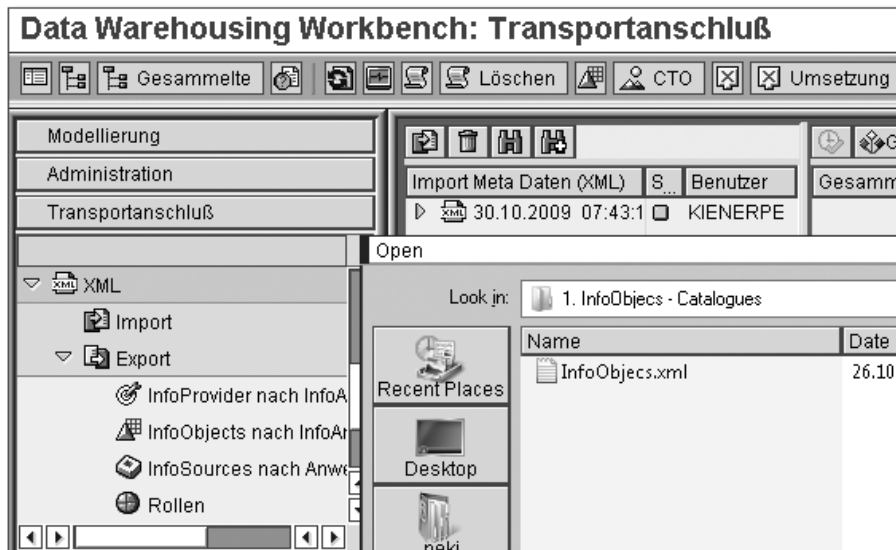 Data Warehousing Workbench: Transportanschluß
Gesammelte Löschen CTO Umsetzung
Modellierung
Administration
Transportanschluß
Import Meta Daten (XML) S... Benutzer
30.10.2009 07:43:1 KIENERPE
Gesamm
XML
Import
Export
InfoProvider nach InfoA
InfoObjects nach InfoAr
InfoSources nach Anwe
Rollen
Open
Look in: 1. InfoObjecs - Catalogues
Name Date
InfoObjecs.xml 26.10
Recent Places
Desktop